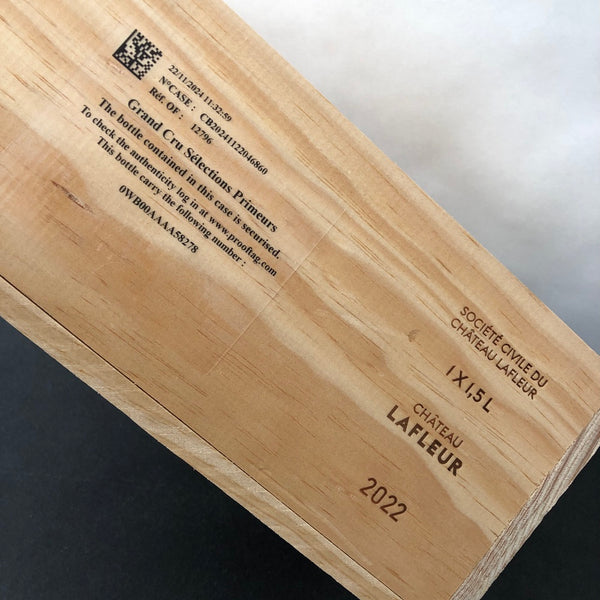 22/11/2024 11:32:59
N°CASE : CB20241122046860
Réf. OF : 12796
Grand Cru Sélections Primeurs
The bottle contained in this case is securised.
To check the authenticity log in at www.prooftag.com
This bottle carry the following number :
0WB00AAAA58278
SOCIÉTÉ CIVILE DU
CHÂTEAU LAFLEUR
1 X 1,5 L
CHÂTEAU
LAFLEUR
2022